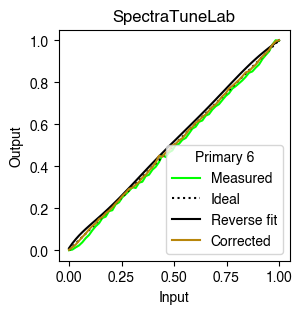 SpectraTuneLab
1.0
0.8
0.6
0.4
0.2
0.0
Output
Primary 6
Measured
Ideal
Reverse fit
Corrected
0.00
0.25
0.50
0.75
1.00
Input